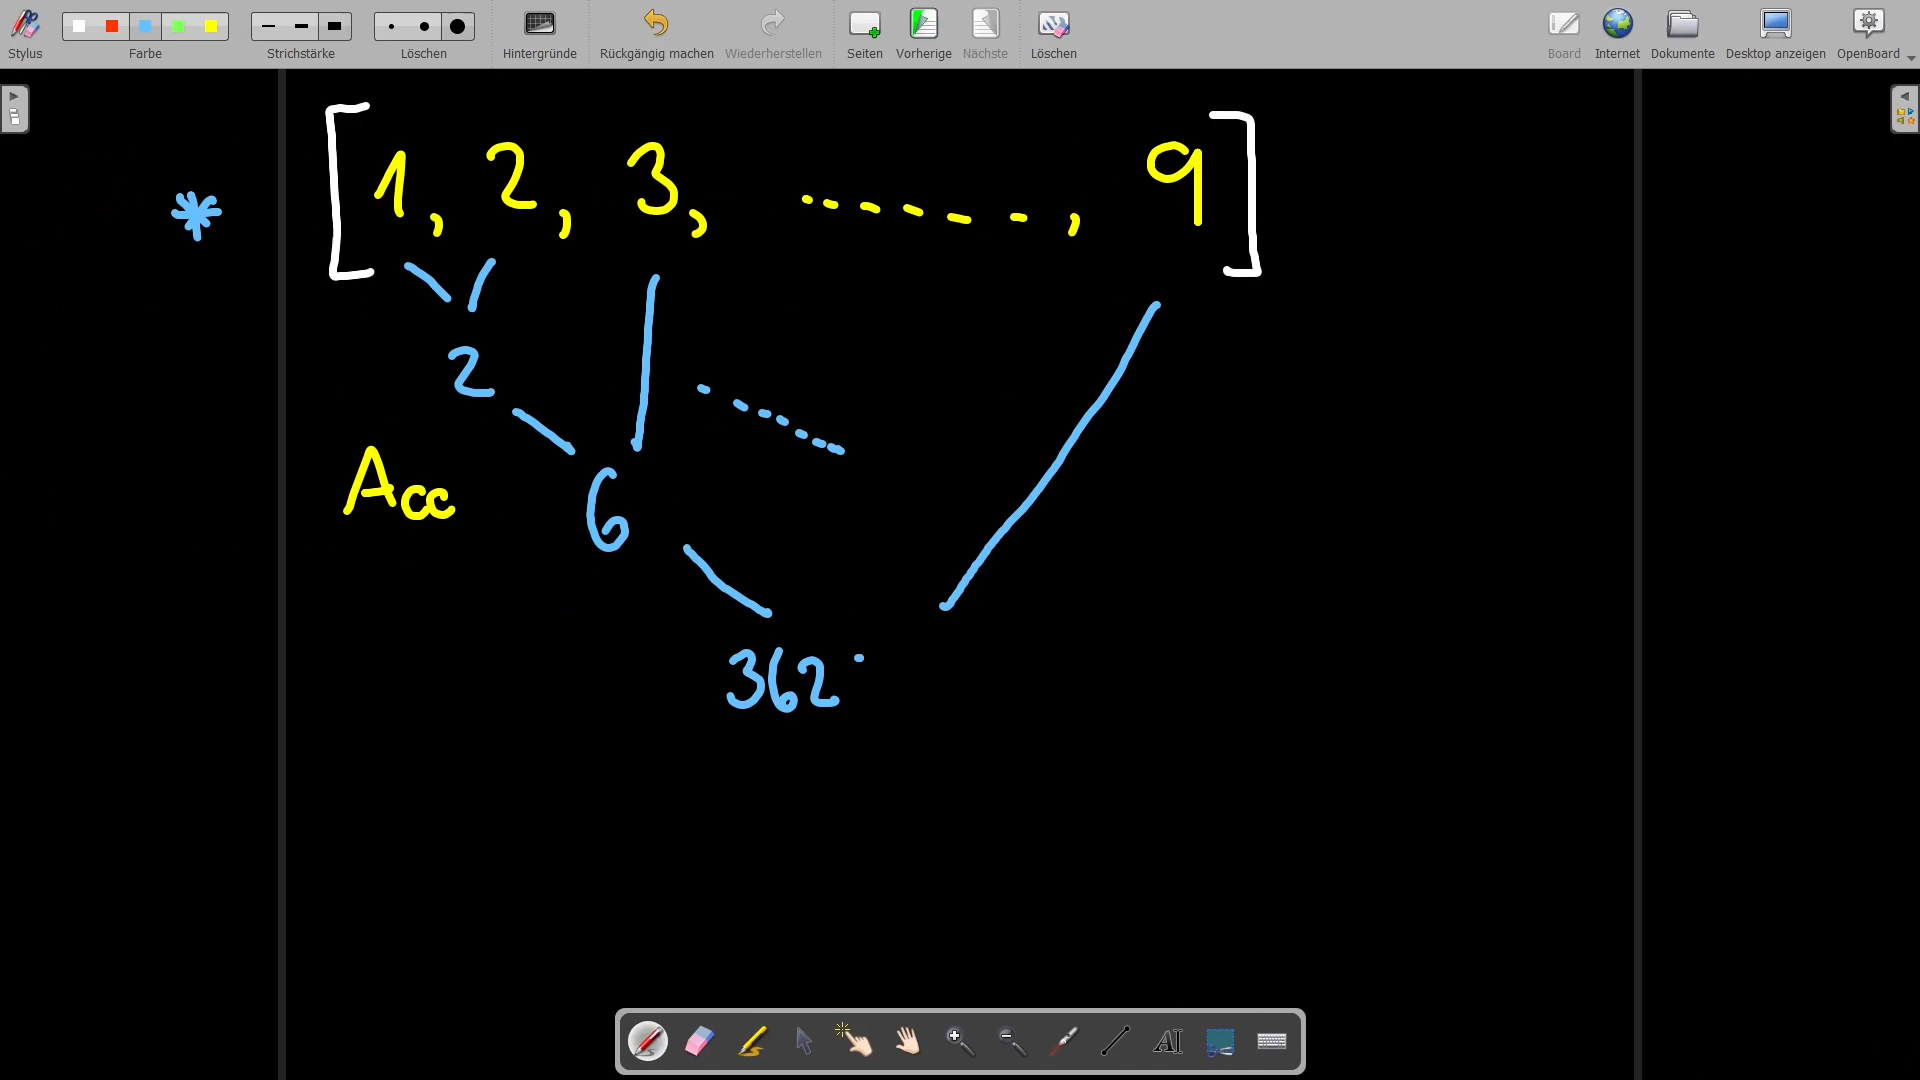 Stylus Farbe Strichstärke Löschen Hintergründe Rückgängig machen Wiederherstellen Seiten Vorherige Nächste Löschen Board Internet Dokumente Desktop anzeigen OpenBoard
* [1, 2, 3, ------, 9]
2
Acc 6
362
AI